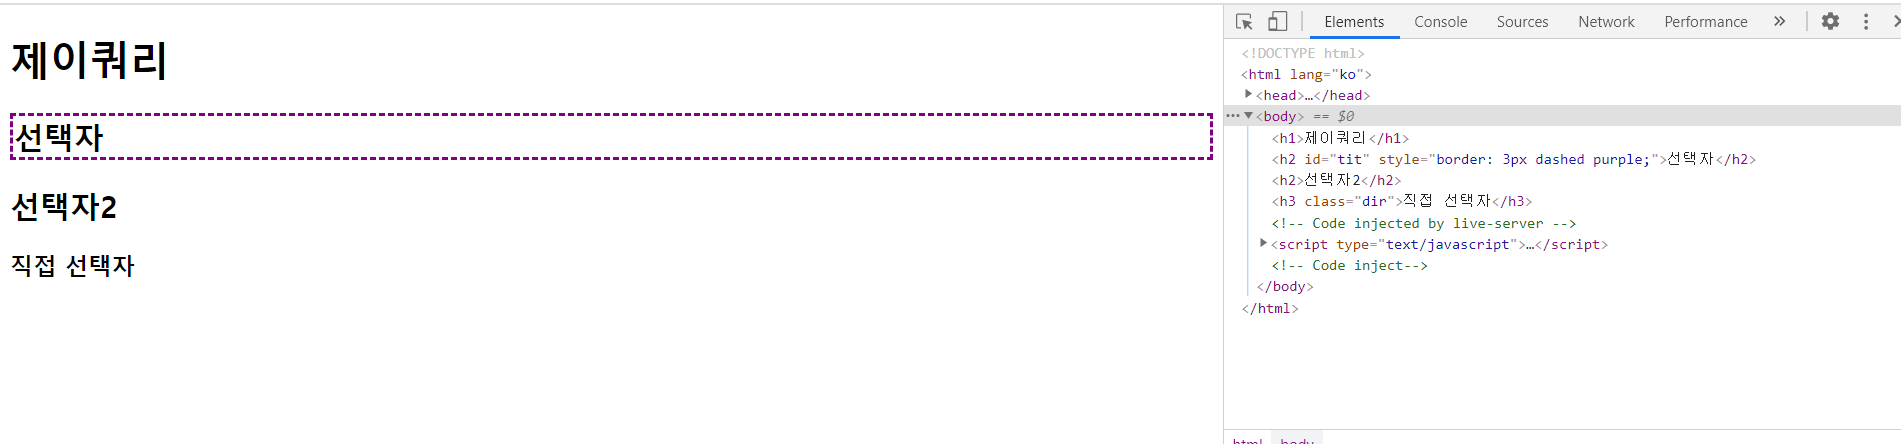 제이쿼리
선택자
선택자2
직접 선택자
Elements Console Sources Network Performance
<!DOCTYPE html>
<html lang="ko">
<head>…</head>
<body> == $0
<h1>제이쿼리</h1>
<h2 id="tit" style="border: 3px dashed purple;">선택자</h2>
<h2>선택자2</h2>
<h3 class="dir">직접 선택자</h3>
<!-- Code injected by live-server -->
<script type="text/javascript">…</script>
<!-- Code inject-->
</body>
</html>
html body